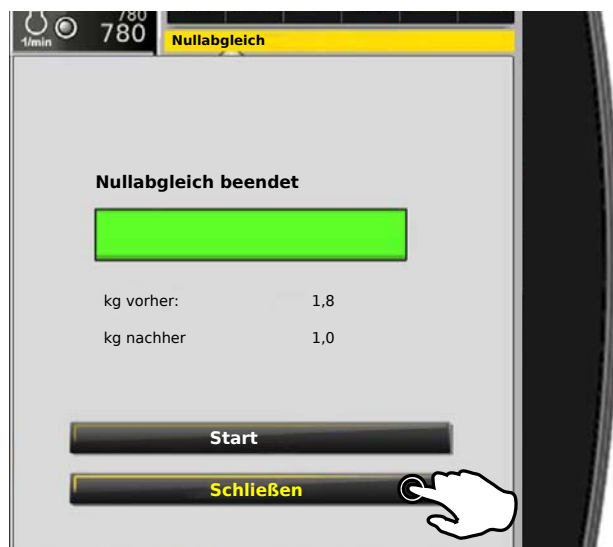 780
780
1/min
Nullabgleich
Nullabgleich beendet
kg vorher: 1,8
kg nachher 1,0
Start
Schließen